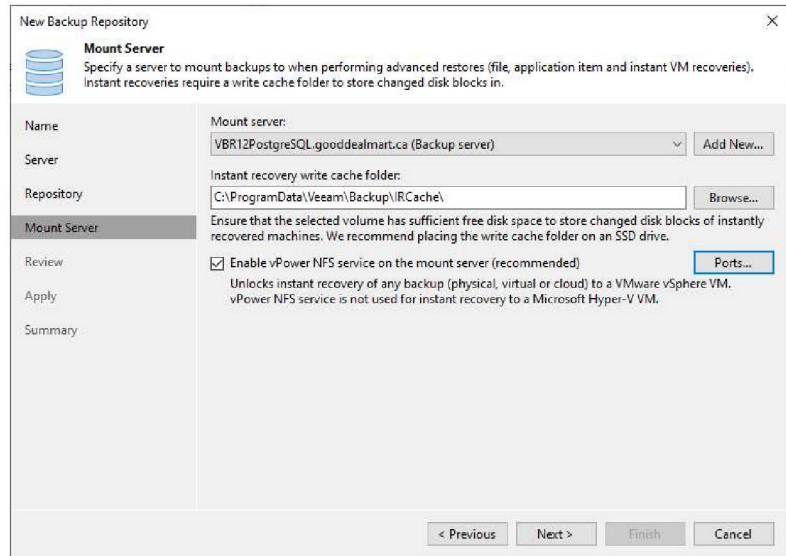 New Backup Repository
Mount Server
Specify a server to mount backups to when performing advanced restores (file, application item and instant VM recoveries).
Instant recoveries require a write cache folder to store changed disk blocks in.
Name
Server
Repository
Mount Server
Review
Apply
Summary
Mount server:
VBR12PostgreSQL.gooddealmart.ca (Backup server)
Add New...
Instant recovery write cache folder:
C:\ProgramData\Veeam\Backup\IRCache\
Browse...
Ensure that the selected volume has sufficient free disk space to store changed disk blocks of instantly
recovered machines. We recommend placing the write cache folder on an SSD drive.
Enable vPower NFS service on the mount server (recommended)
Ports...
Unlocks instant recovery of any backup (physical, virtual or cloud) to a VMware vSphere VM.
vPower NFS service is not used for instant recovery to a Microsoft Hyper-V VM.
< Previous
Next >
Finish
Cancel